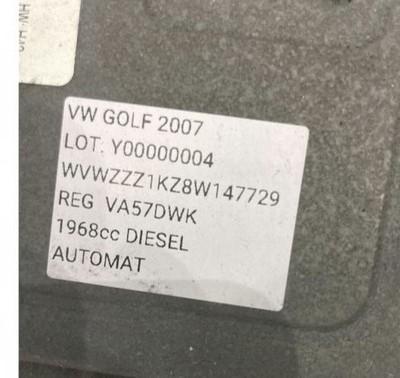 VW GOLF 2007
LOT. Y00000004
WVWZZZ1KZ8W147729
REG VA57DWK
1968cc DIESEL
AUTOMAT